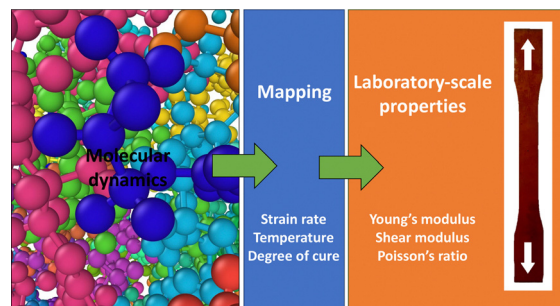 Molecular
dynamics
Mapping
Strain rate
Temperature
Degree of cure
Laboratory-scale
properties
Young's modulus
Shear modulus
Poisson's ratio